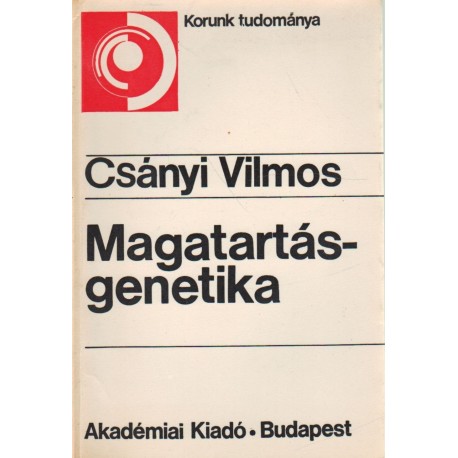 Korunk tudománya
Csányi Vilmos
Magatartás-
genetika
Akadémiai Kiadó • Budapest